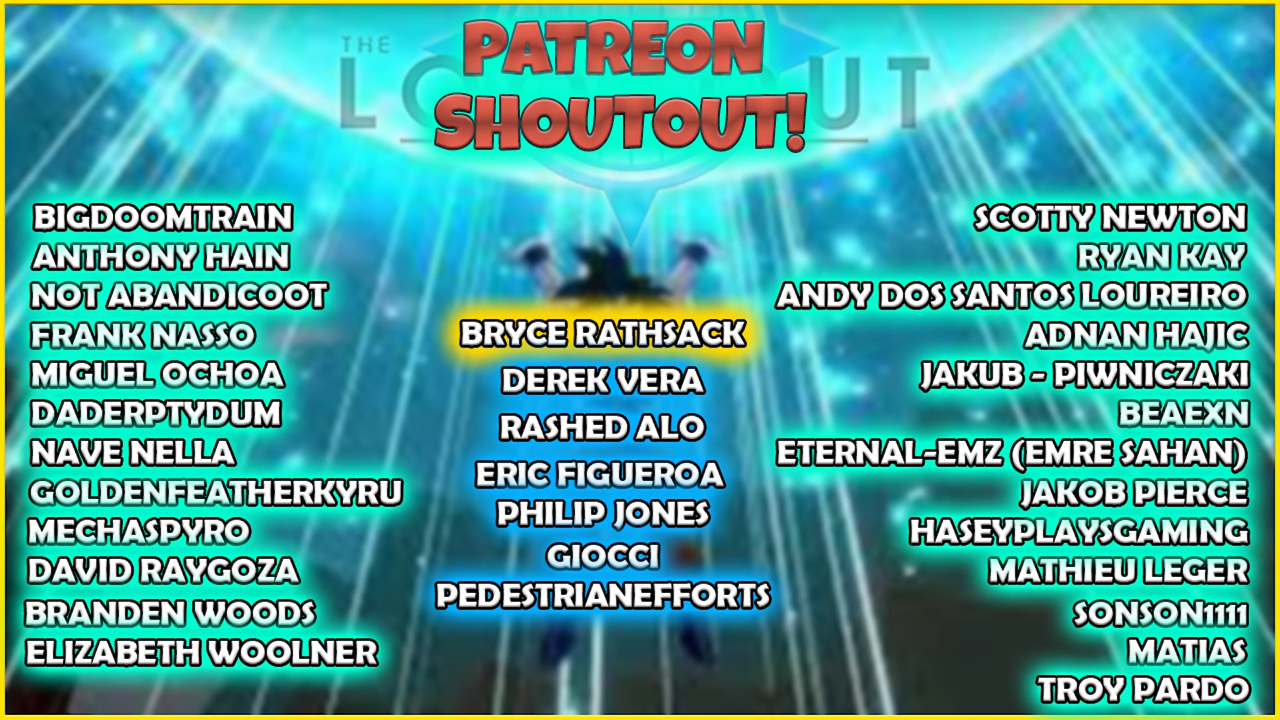 PATREON
SHOUTOUT!
THE
BIGDOOMTRAIN
ANTHONY HAIN
NOT ABANDICOOT
FRANK NASSO
MIGUEL OCHOA
DADERPTYDUM
NAVE NELLA
GOLDENFEATHERKYRU
MECHASPYRO
DAVID RAYGOZA
BRANDEN WOODS
ELIZABETH WOOLNER
BRYCE RATHSACK
DEREK VERA
RASHED ALO
ERIC FIGUEROA
PHILIP JONES
GIOCCI
PEDESTRIANEFFORTS
SCOTTY NEWTON
RYAN KAY
ANDY DOS SANTOS LOUREIRO
ADNAN HAJIC
JAKUB - PIWNICZAKI
BEAEXN
ETERNAL-EMZ (EMRE SAHAN)
JAKOB PIERCE
HASEYPLAYSGAMING
MATHIEU LEGER
SONSON1111
MATIAS
TROY PARDO